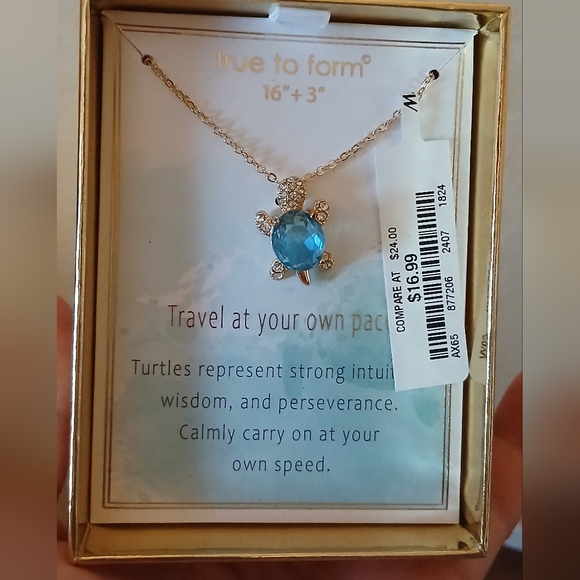 true to form®
16"+ 3"
Travel at your own
Turtles represent strong
wisdom, and perseverance.
Calmly carry on at your
own speed.
COMPARE AT $24.00
$16.99
877206 2407 1824
AX65